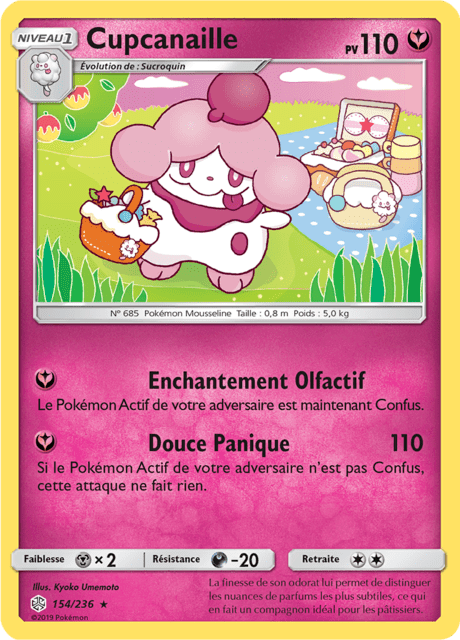 NIVEAU 1
Cupcanaille
PV 110
Évolution de : Sucroquin
N° 685 Pokémon Mousseline Taille : 0,8 m Poids : 5,0 kg
Enchantement Olfactif
Le Pokémon Actif de votre adversaire est maintenant Confus.
Douce Panique 110
Si le Pokémon Actif de votre adversaire n'est pas Confus,
cette attaque ne fait rien.
Faiblesse × 2 Résistance -20 Retraite
Illus. Kyoko Umemoto
154/236 ★
©2019 Pokémon
La finesse de son odorat lui permet de distinguer
les nuances de parfums les plus subtiles, ce qui
en fait un compagnon idéal pour les pâtissiers.